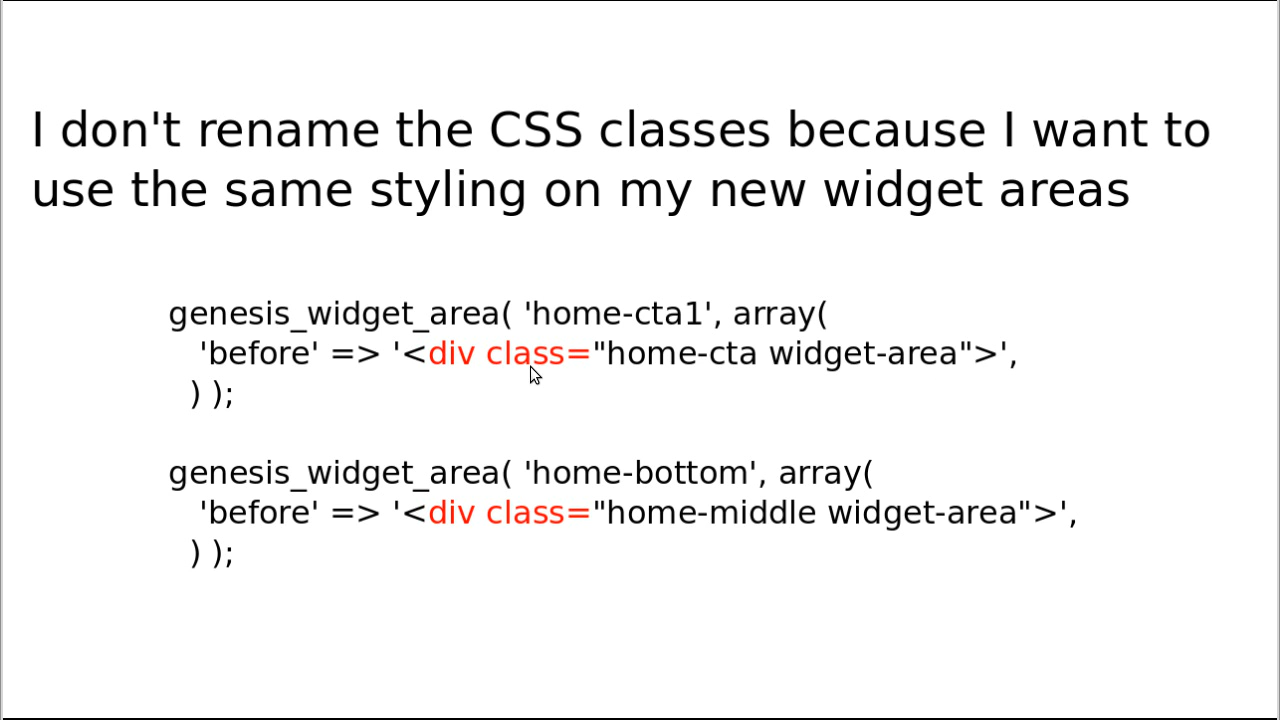 I don't rename the CSS classes because I want to
use the same styling on my new widget areas
genesis_widget_area( 'home-cta1', array(
'before' => '<div class="home-cta widget-area">',
) );
genesis_widget_area( 'home-bottom', array(
'before' => '<div class="home-middle widget-area">',
) );